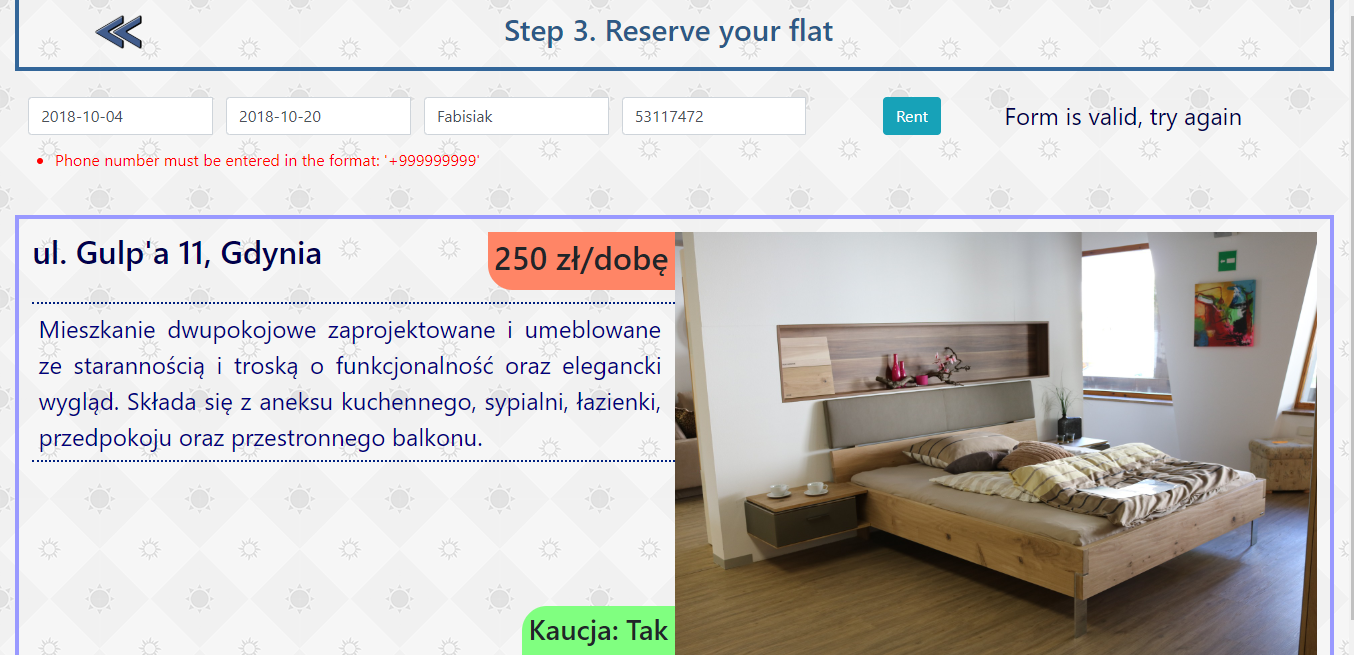 Step 3. Reserve your flat
2018-10-04 2018-10-20 Fabisiak 53117472 Rent Form is valid, try again
Phone number must be entered in the format: '+999999999'
ul. Gulp'a 11, Gdynia
250 zł/dobę
Mieszkanie dwupokojowe zaprojektowane i umeblowane
ze starannością i troską o funkcjonalność oraz elegancki
wygląd. Składa się z aneksu kuchennego, sypialni, łazienki,
przedpokoju oraz przestronnego balkonu.
Kaucja: Tak